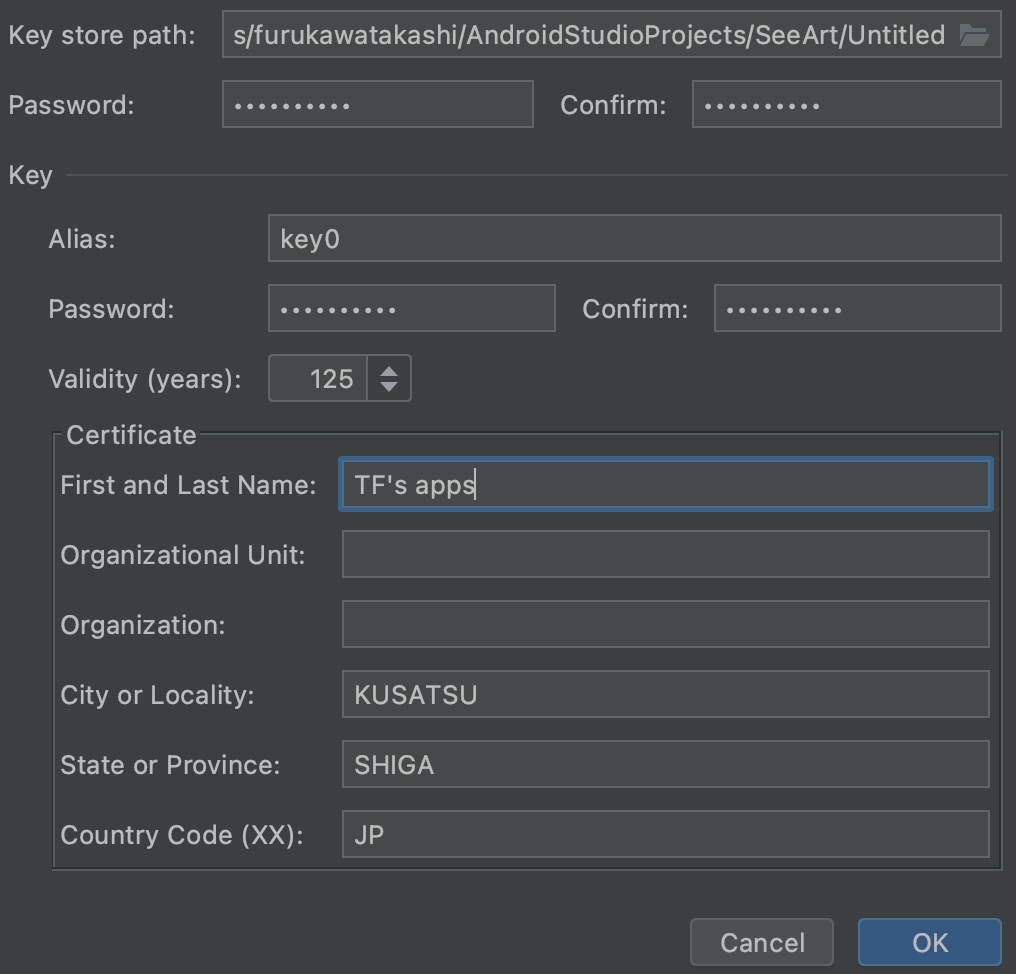 Key store path: s/furukawatakashi/AndroidStudioProjects/SeeArt/Untitled
Password: •••••••••• Confirm: ••••••••••
Key
Alias: key0
Password: •••••••••• Confirm: ••••••••••
Validity (years): 125
Certificate
First and Last Name: TF's apps
Organizational Unit:
Organization:
City or Locality: KUSATSU
State or Province: SHIGA
Country Code (XX): JP
Cancel OK